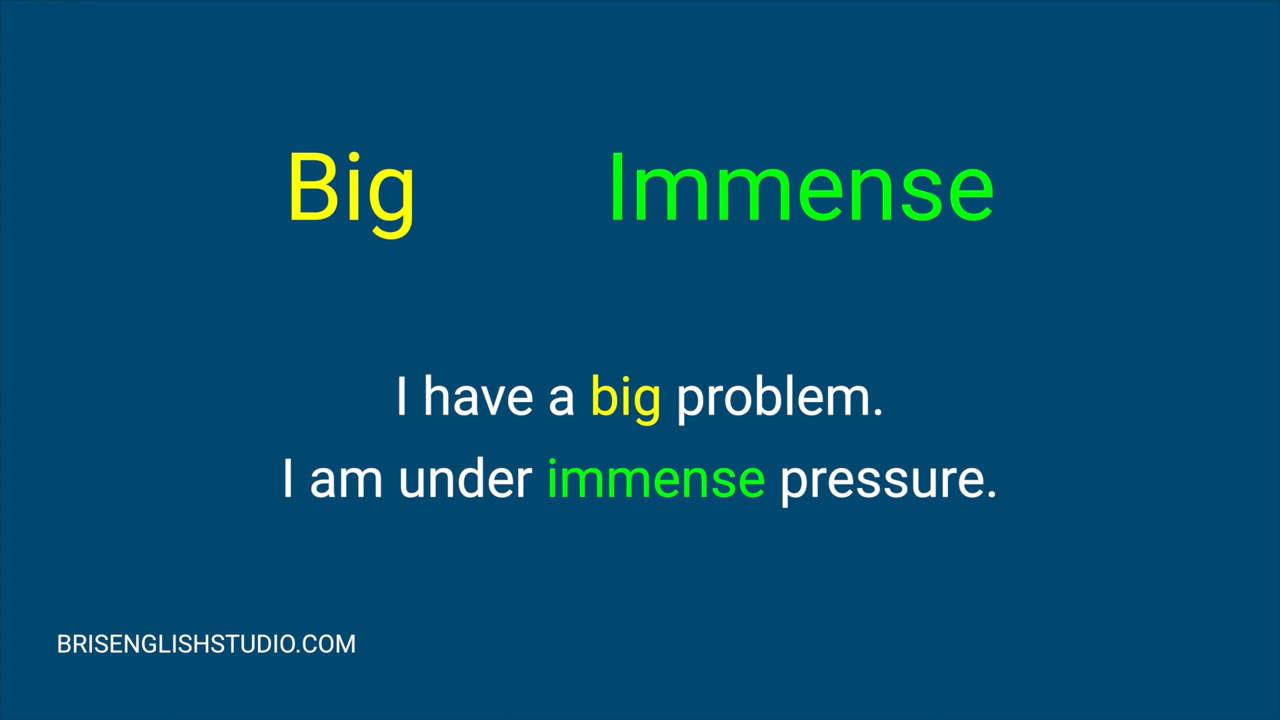 Big Immense
I have a big problem.
I am under immense pressure.
BRISENGLISHSTUDIO.COM